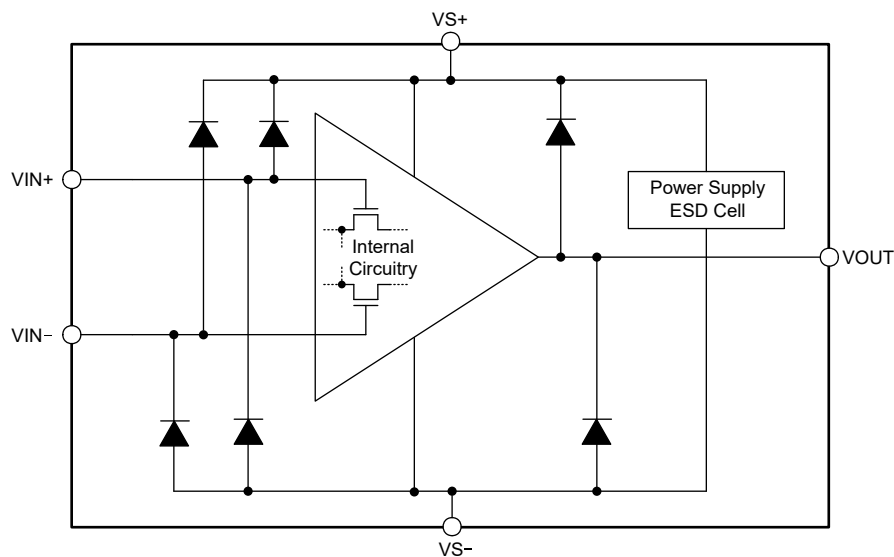 VS+
VIN+
Power Supply
ESD Cell
Internal
Circuitry
VOUT
VIN−
VS−